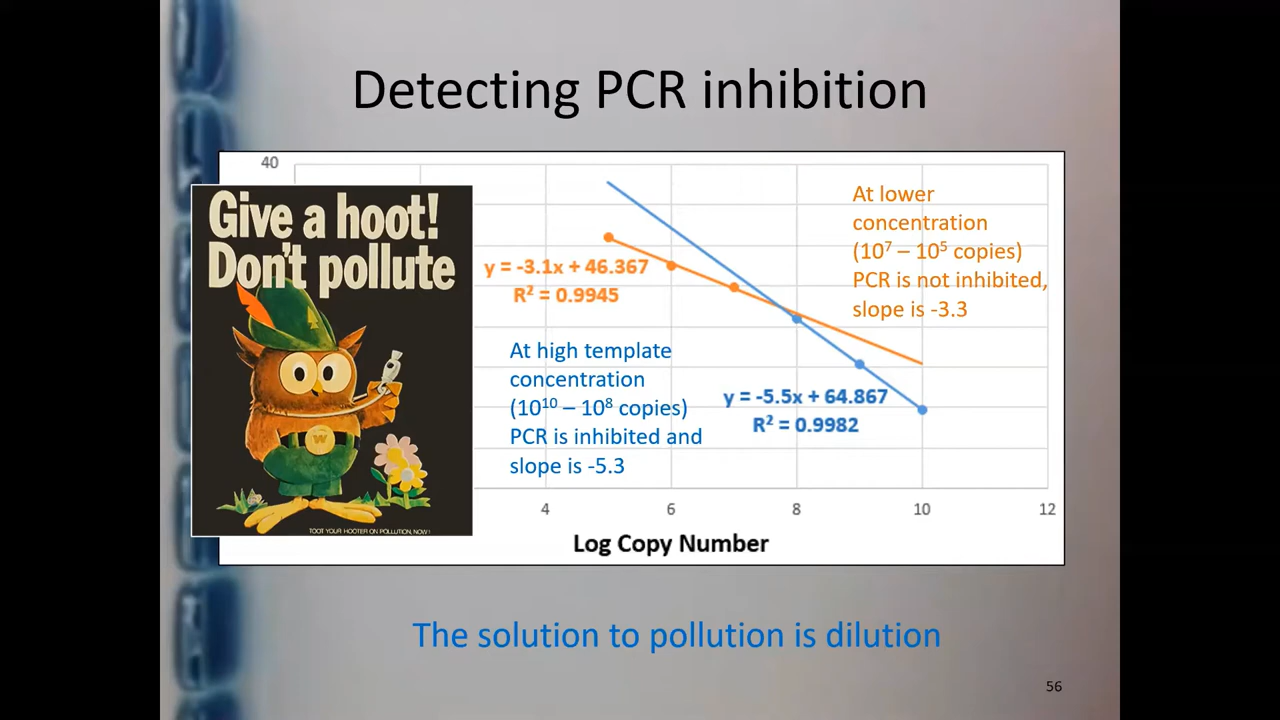 Detecting PCR inhibition
40
Give a hoot!
Don't pollute
W
TOOT YOUR HOOTER ON POLLUTION, NOW!
y = -3.1x + 46.367
R² = 0.9945
At lower
concentration
(10⁷ – 10⁵ copies)
PCR is not inhibited,
slope is -3.3
At high template
concentration
(10¹⁰ – 10⁸ copies)
PCR is inhibited and
slope is -5.3
y = -5.5x + 64.867
R² = 0.9982
4 6 8 10 12
Log Copy Number
The solution to pollution is dilution
56